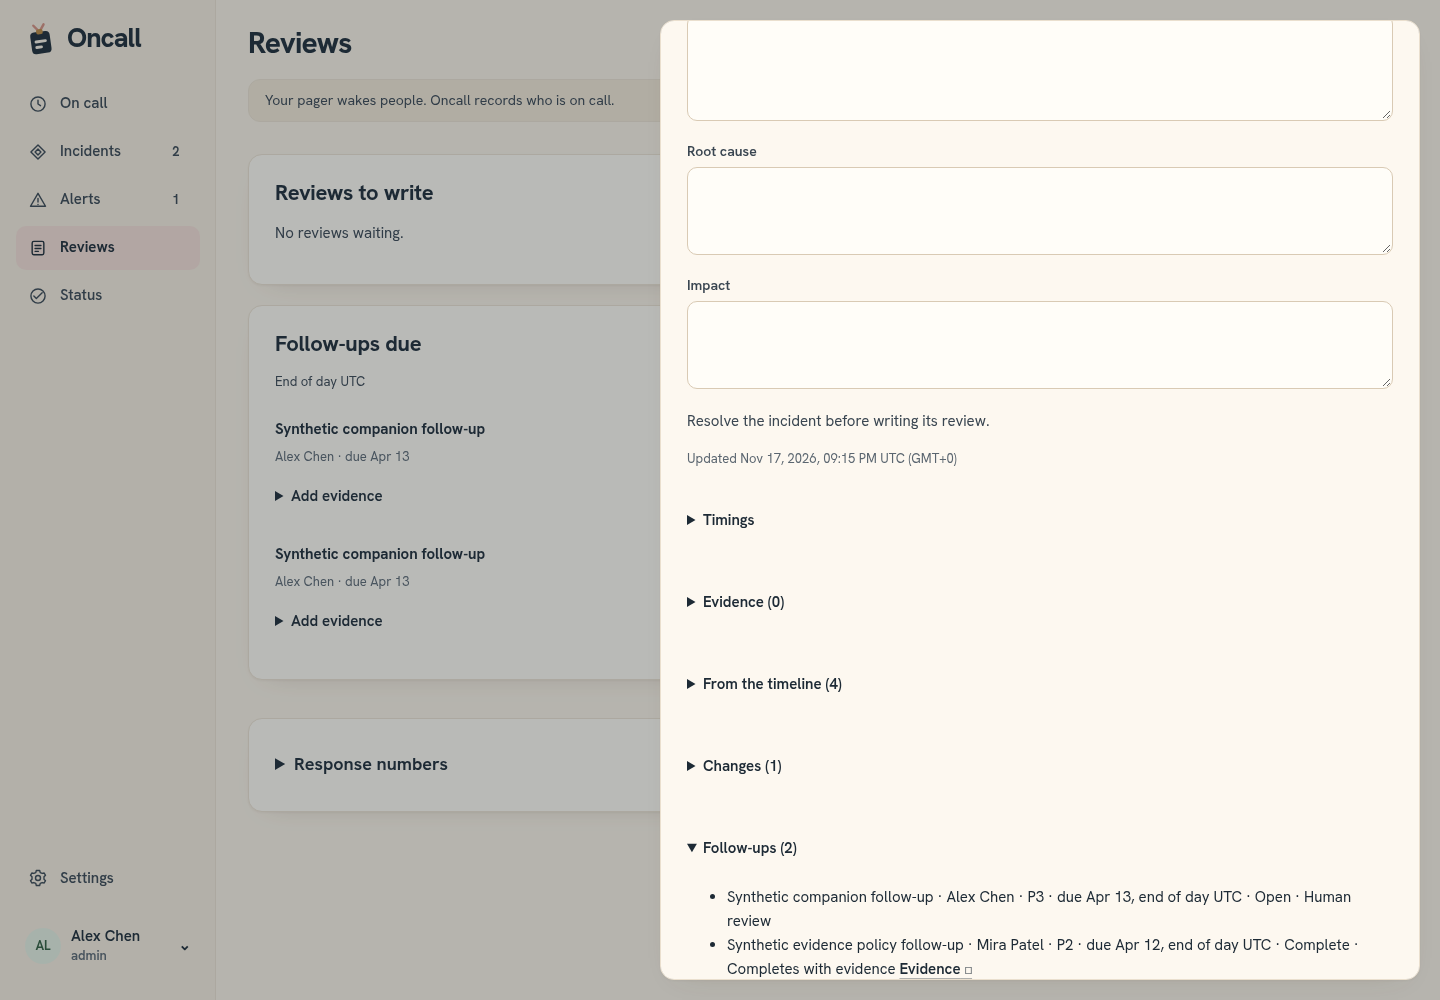 Oncall
On call
Incidents 2
Alerts 1
Reviews
Status
Settings
AL
Alex Chen
admin
Reviews
Your pager wakes people. Oncall records who is on call.
Reviews to write
No reviews waiting.
Follow-ups due
End of day UTC
Synthetic companion follow-up
Alex Chen · due Apr 13
Add evidence
Synthetic companion follow-up
Alex Chen · due Apr 13
Add evidence
Response numbers
Root cause
Impact
Resolve the incident before writing its review.
Updated Nov 17, 2026, 09:15 PM UTC (GMT+0)
Timings
Evidence (0)
From the timeline (4)
Changes (1)
Follow-ups (2)
Synthetic companion follow-up · Alex Chen · P3 · due Apr 13, end of day UTC · Open · Human
review
Synthetic evidence policy follow-up · Mira Patel · P2 · due Apr 12, end of day UTC · Complete ·
Completes with evidence Evidence